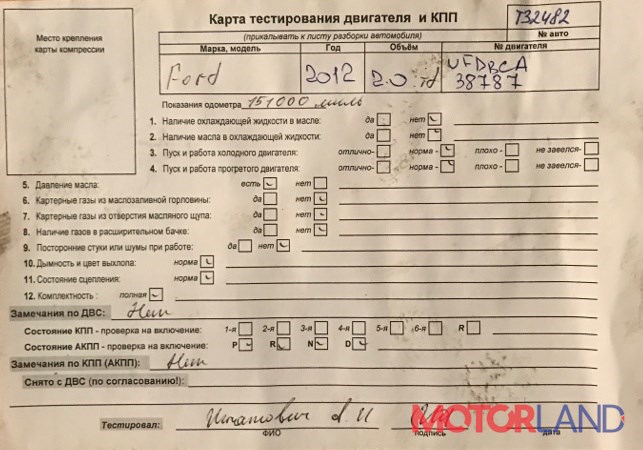 Карта тестирования двигателя и КПП
T32482
(прикалывать к листу разборки автомобиля)
№ авто
Место крепления
карты компрессии
Марка, модель Год Объём № двигателя
Ford 2012 2.0 td UFDBCA
38787
Показания одометра 151000 миль
1. Наличие охлаждающей жидкости в масле: да нет
2. Наличие масла в охлаждающей жидкости: да нет
3. Пуск и работа холодного двигателя: отлично- норма - плохо- не завелся-
4. Пуск и работа прогретого двигателя: отлично- норма - плохо - не завелся-
5. Давление масла: есть нет
6. Картерные газы из маслозаливной горловины: да нет
7. Картерные газы из отверстия масляного щупа: да нет
8. Наличие газов в расширительном бачке: да нет
9. Посторонние стуки или шумы при работе: да нет
10. Дымность и цвет выхлопа: норма
11. Состояние сцепления: норма
12. Комплектность : полная
Замечания по ДВС: Нет
Состояние КПП - проверка на включение: 1-я 2-я 3-я 4-я 5-я 6-я R
Состояние АКПП - проверка на включение: P R N D
Замечания по КПП (АКПП): Нет
Снято с ДВС (по согласованию!):
Тестировал: Игнатович А.И
MOTORLAND
ФИО подпись дата